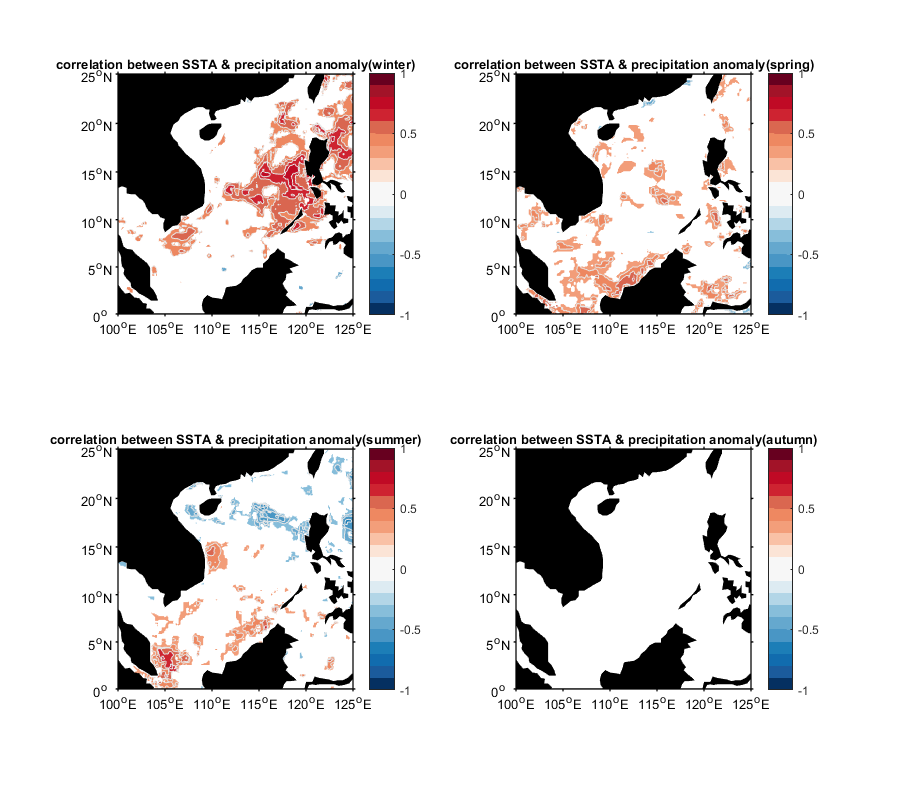 correlation between SSTA & precipitation anomaly(winter)
25°N
20°N
15°N
10°N
5°N
0°
100°E 105°E 110°E 115°E 120°E 125°E
1
0.5
0
-0.5
-1
correlation between SSTA & precipitation anomaly(spring)
25°N
20°N
15°N
10°N
5°N
0°
100°E 105°E 110°E 115°E 120°E 125°E
1
0.5
0
-0.5
-1
correlation between SSTA & precipitation anomaly(summer)
25°N
20°N
15°N
10°N
5°N
0°
100°E 105°E 110°E 115°E 120°E 125°E
1
0.5
0
-0.5
-1
correlation between SSTA & precipitation anomaly(autumn)
25°N
20°N
15°N
10°N
5°N
0°
100°E 105°E 110°E 115°E 120°E 125°E
1
0.5
0
-0.5
-1